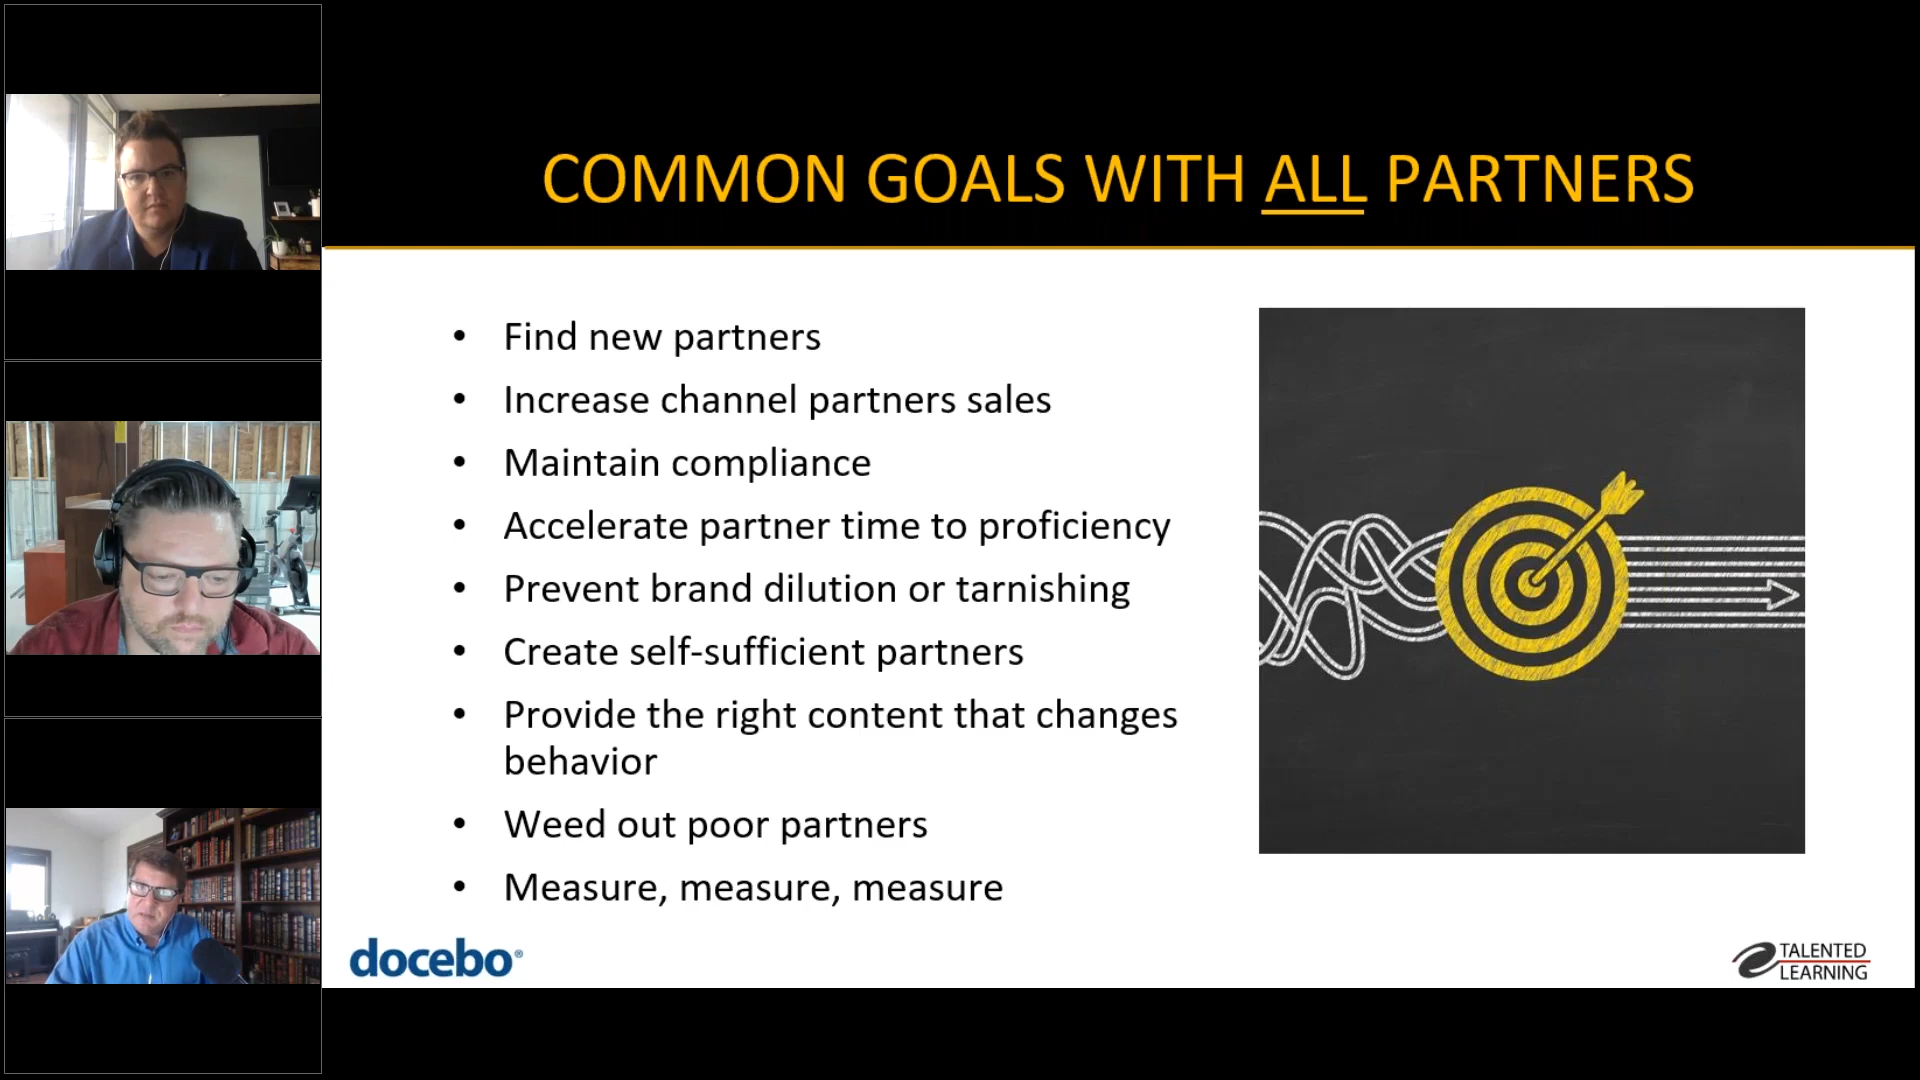 COMMON GOALS WITH ALL PARTNERS
• Find new partners
• Increase channel partners sales
• Maintain compliance
• Accelerate partner time to proficiency
• Prevent brand dilution or tarnishing
• Create self-sufficient partners
• Provide the right content that changes
behavior
• Weed out poor partners
• Measure, measure, measure
docebo®
TALENTED
LEARNING